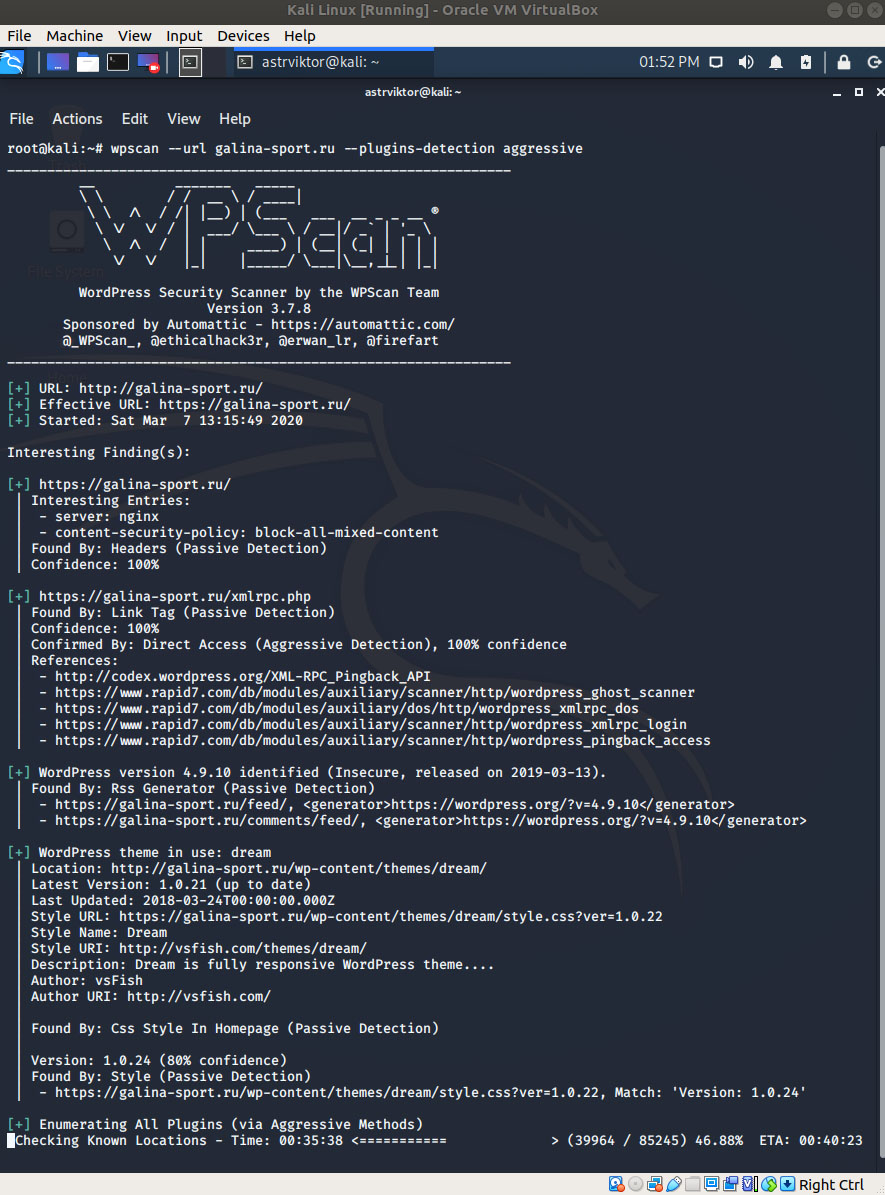 Kali Linux [Running] - Oracle VM VirtualBox
File Machine View Input Devices Help
astrviktor@kali: ~ 01:52 PM
astrviktor@kali: ~
File Actions Edit View Help
root@kali:~# wpscan --url galina-sport.ru --plugins-detection aggressive
WPScan ®
WordPress Security Scanner by the WPScan Team
Version 3.7.8
Sponsored by Automattic - https://automattic.com/
@_WPScan_, @ethicalhack3r, @erwan_lr, @firefart
File System
[+] URL: http://galina-sport.ru/
[+] Effective URL: https://galina-sport.ru/
[+] Started: Sat Mar  7 13:15:49 2020
Interesting Finding(s):
[+] https://galina-sport.ru/
| Interesting Entries:
|  - server: nginx
|  - content-security-policy: block-all-mixed-content
| Found By: Headers (Passive Detection)
| Confidence: 100%
[+] https://galina-sport.ru/xmlrpc.php
| Found By: Link Tag (Passive Detection)
| Confidence: 100%
| Confirmed By: Direct Access (Aggressive Detection), 100% confidence
| References:
|  - http://codex.wordpress.org/XML-RPC_Pingback_API
|  - https://www.rapid7.com/db/modules/auxiliary/scanner/http/wordpress_ghost_scanner
|  - https://www.rapid7.com/db/modules/auxiliary/dos/http/wordpress_xmlrpc_dos
|  - https://www.rapid7.com/db/modules/auxiliary/scanner/http/wordpress_xmlrpc_login
|  - https://www.rapid7.com/db/modules/auxiliary/scanner/http/wordpress_pingback_access
[+] WordPress version 4.9.10 identified (Insecure, released on 2019-03-13).
| Found By: Rss Generator (Passive Detection)
|  - https://galina-sport.ru/feed/, <generator>https://wordpress.org/?v=4.9.10</generator>
|  - https://galina-sport.ru/comments/feed/, <generator>https://wordpress.org/?v=4.9.10</generator>
[+] WordPress theme in use: dream
| Location: http://galina-sport.ru/wp-content/themes/dream/
| Latest Version: 1.0.21 (up to date)
| Last Updated: 2018-03-24T00:00:00.000Z
| Style URL: https://galina-sport.ru/wp-content/themes/dream/style.css?ver=1.0.22
| Style Name: Dream
| Style URI: http://vsfish.com/themes/dream/
| Description: Dream is fully responsive WordPress theme....
| Author: vsFish
| Author URI: http://vsfish.com/
| Found By: Css Style In Homepage (Passive Detection)
| Version: 1.0.24 (80% confidence)
| Found By: Style (Passive Detection)
|  - https://galina-sport.ru/wp-content/themes/dream/style.css?ver=1.0.22, Match: 'Version: 1.0.24'
[+] Enumerating All Plugins (via Aggressive Methods)
Checking Known Locations - Time: 00:35:38 <=========== > (39964 / 85245) 46.88%  ETA: 00:40:23
Right Ctrl